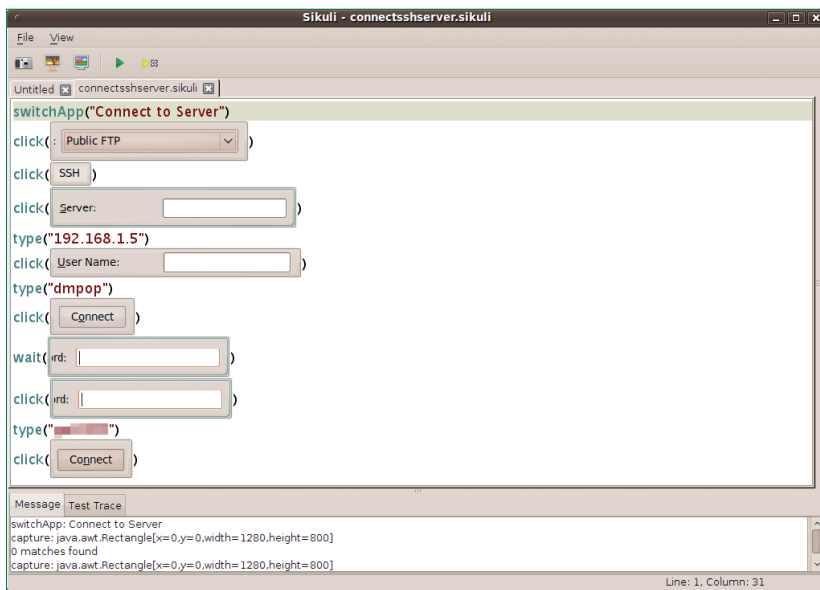 Sikuli - connectsshserver.sikuli
File View
Untitled connectsshserver.sikuli
switchApp("Connect to Server")
click( : Public FTP )
click( SSH )
click( Server: )
type("192.168.1.5")
click( User Name: )
type("dmpop")
click( Connect )
wait( ord: )
click( ord: )
type(" ")
click( Connect )
Message Test Trace
switchApp: Connect to Server
capture: java.awt.Rectangle[x=0,y=0,width=1280,height=800]
0 matches found
capture: java.awt.Rectangle[x=0,y=0,width=1280,height=800]
Line: 1, Column: 31